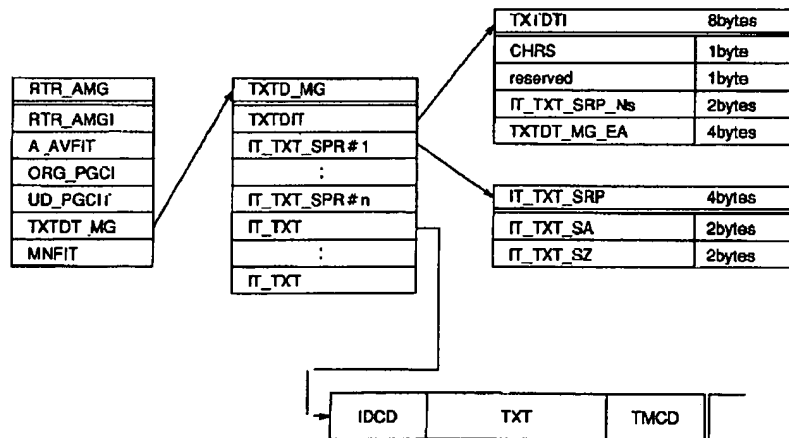 RTR_AMG
RTR_AMGI
A_AVFIT
ORG_PGCI
UD_PGCIT
TXTDT_MG
MNFIT
TXTD_MG
TXTDIT
IT_TXT_SPR#1
:
IT_TXT_SPR#n
IT_TXT
:
IT_TXT
TXTDTI 8bytes
CHRS 1byte
reserved 1byte
IT_TXT_SRP_Ns 2bytes
TXTDT_MG_EA 4bytes
IT_TXT_SRP 4bytes
IT_TXT_SA 2bytes
IT_TXT_SZ 2bytes
IDCD TXT TMCD